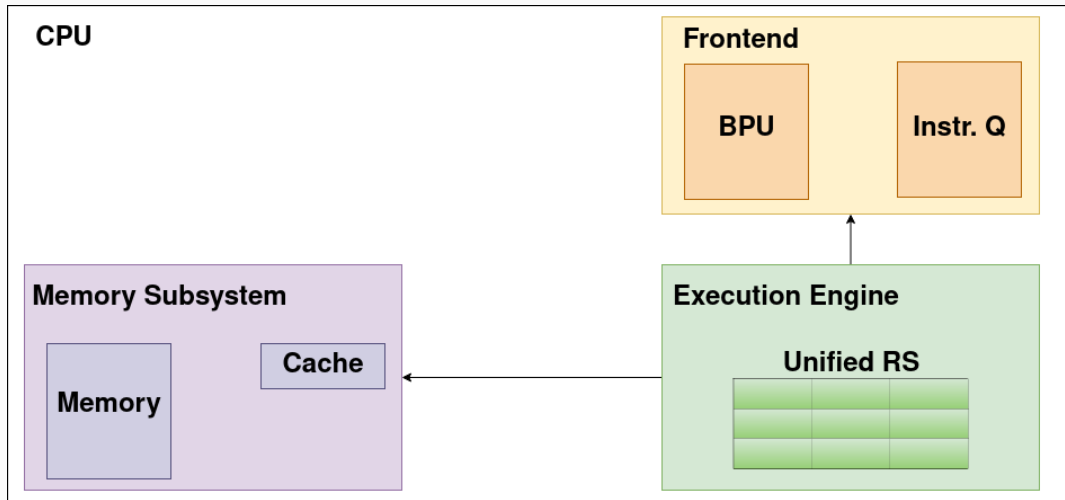 CPU
Frontend
BPU
Instr. Q
Memory Subsystem
Cache
Memory
Execution Engine
Unified RS